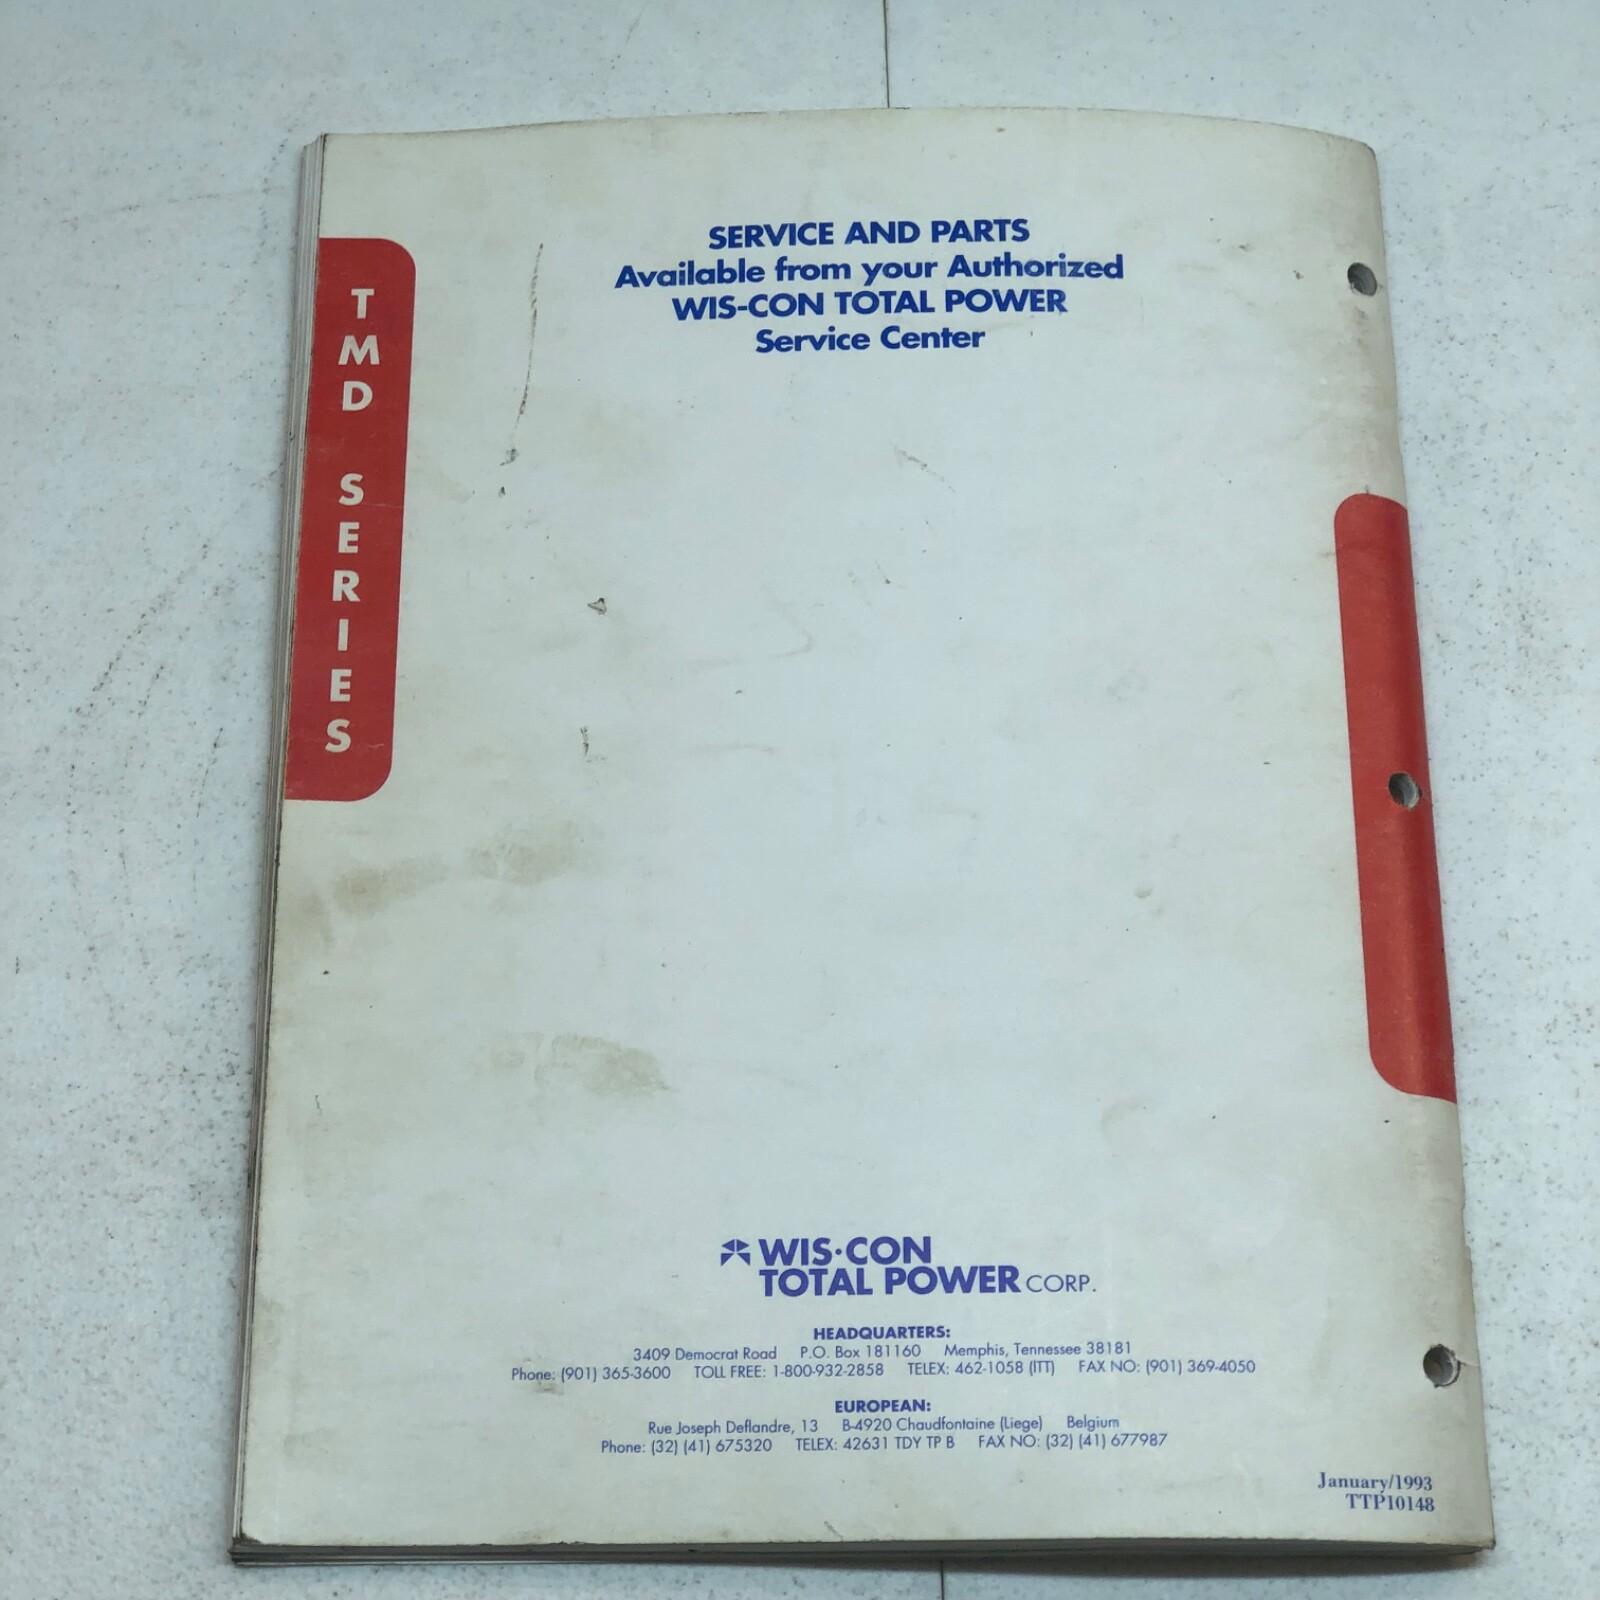 SERVICE AND PARTS
Available from your Authorized
WIS-CON TOTAL POWER
Service Center
TMD SERIES
WIS·CON
TOTAL POWER CORP.
HEADQUARTERS:
3409 Democrat Road P.O. Box 181160 Memphis, Tennessee 38181
Phone: (901) 365-3600 TOLL FREE: 1-800-932-2858 TELEX: 462-1058 (ITT) FAX NO: (901) 369-4050
EUROPEAN:
Rue Joseph Deflandre, 13 B-4920 Chaudfontaine (Liege) Belgium
Phone: (32) (41) 675320 TELEX: 42631 TDY TP B FAX NO: (32) (41) 677987
January/1993
TTP10148